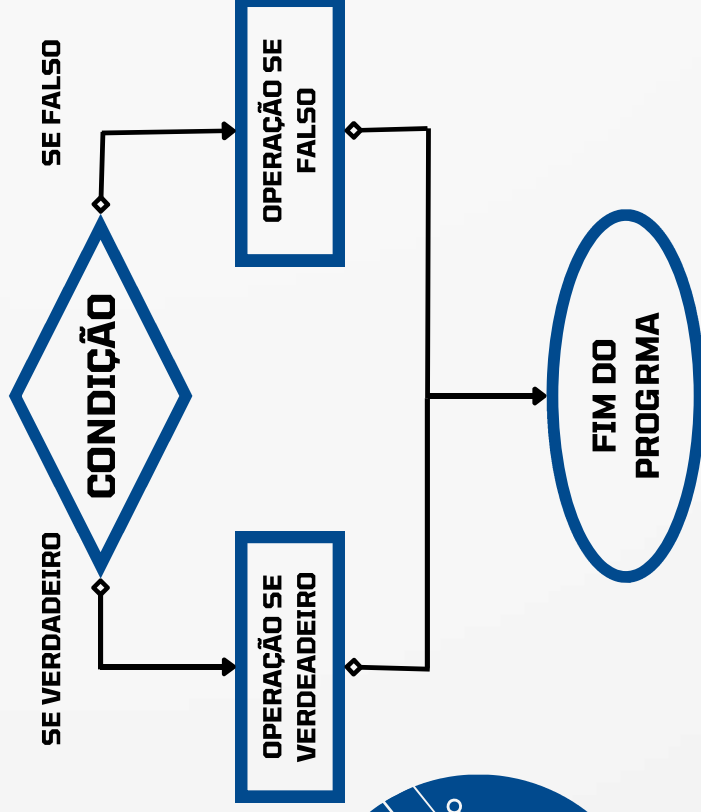 SE VERDADEIRO
SE FALSO
CONDIÇÃO
OPERAÇÃO SE
VERDEADEIRO
OPERAÇÃO SE
FALSO
FIM DO
PROGRMA